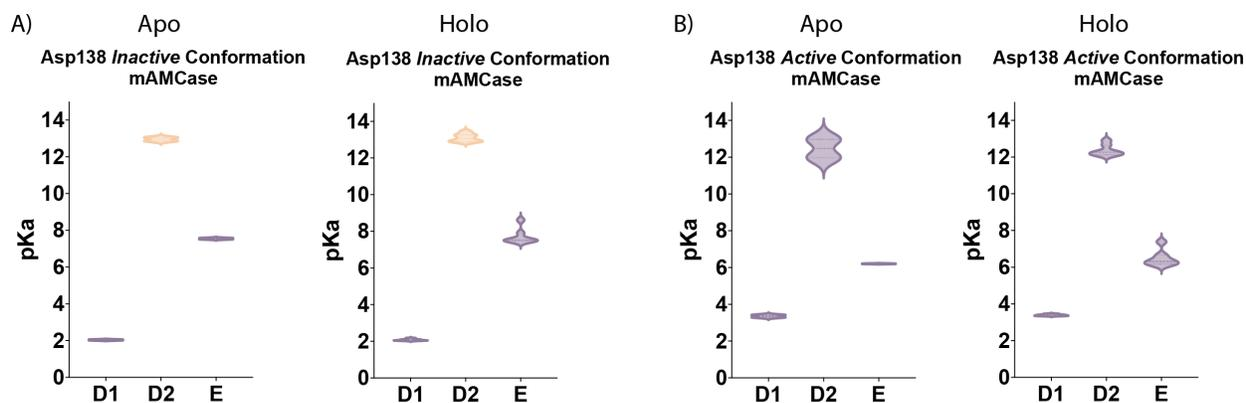 A)
Apo
Holo
B)
Apo
Holo
Asp138 Inactive Conformation
mAMCase
Asp138 Inactive Conformation
mAMCase
Asp138 Active Conformation
mAMCase
Asp138 Active Conformation
mAMCase
pKa
14
12
10
8
6
4
2
0
D1 D2 E
pKa
14
12
10
8
6
4
2
0
D1 D2 E
pKa
14
12
10
8
6
4
2
0
D1 D2 E
pKa
14
12
10
8
6
4
2
0
D1 D2 E